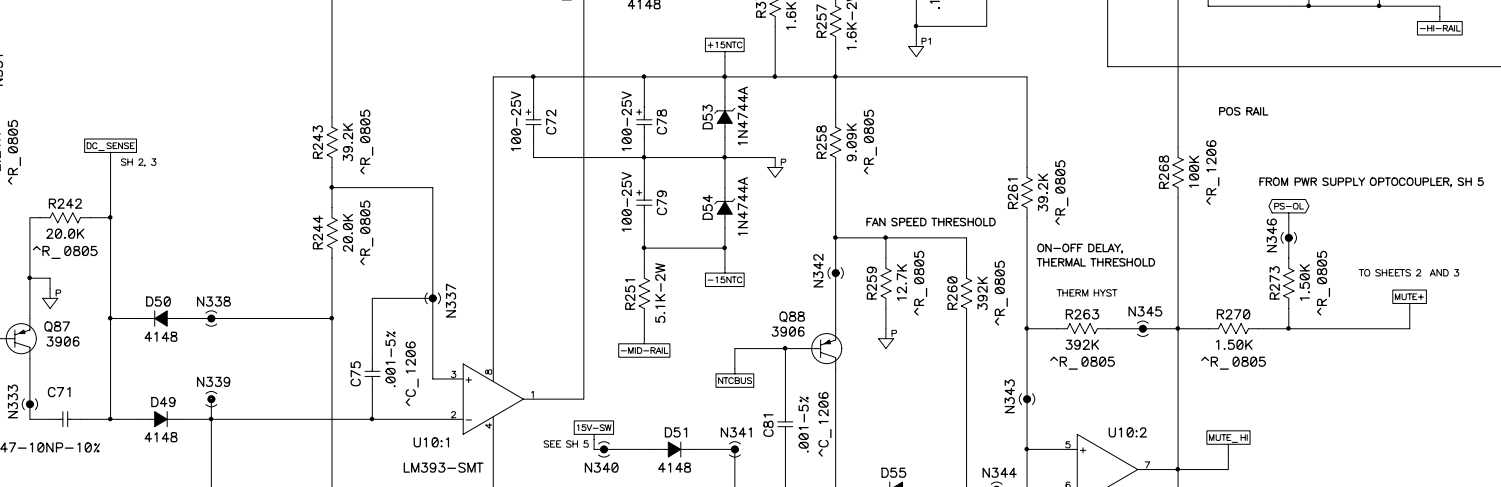 4148
R257
1.6K-2
P1
-HI-RAIL
+15NTC
POS RAIL
^R_0805
DC_SENSE
SH 2, 3
R243
39.2K
^R_0805
100-25V
+
C72
100-25V
+
C78
D53
1N4744A
P
R258
9.09K
^R_0805
R268
100K
^R_1206
R261
39.2K
^R_0805
FROM PWR SUPPLY OPTOCOUPLER, SH 5
PS-OL
R242
20.0K
^R_0805
R244
20.0K
^R_0805
100-25V
+
C79
D54
1N4744A
-15NTC
FAN SPEED THRESHOLD
ON-OFF DELAY,
THERMAL THRESHOLD
N346
R273
1.50K
^R_0805
TO SHEETS 2 AND 3
MUTE+
P
R251
5.1K-2W
-MID-RAIL
N342
R259
12.7K
^R_0805
P
R260
392K
^R_0805
THERM HYST
R263
392K
^R_0805
N345
R270
1.50K
^R_0805
D50
4148
N338
N337
Q87
3906
Q88
3906
NTCBUS
N333
C71
47-10NP-10%
D49
4148
N339
C75
.001-5%
^C_1206
3
+
2
-
8
4
1
U10:1
LM393-SMT
15V-SW
SEE SH 5
N340
D51
4148
N341
C81
.001-5%
^C_1206
D55
N343
N344
U10:2
5
+
6
7
MUTE_HI